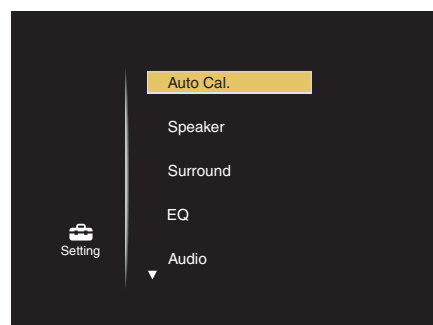 Auto Cal.
Speaker
Surround
EQ
Setting
Audio